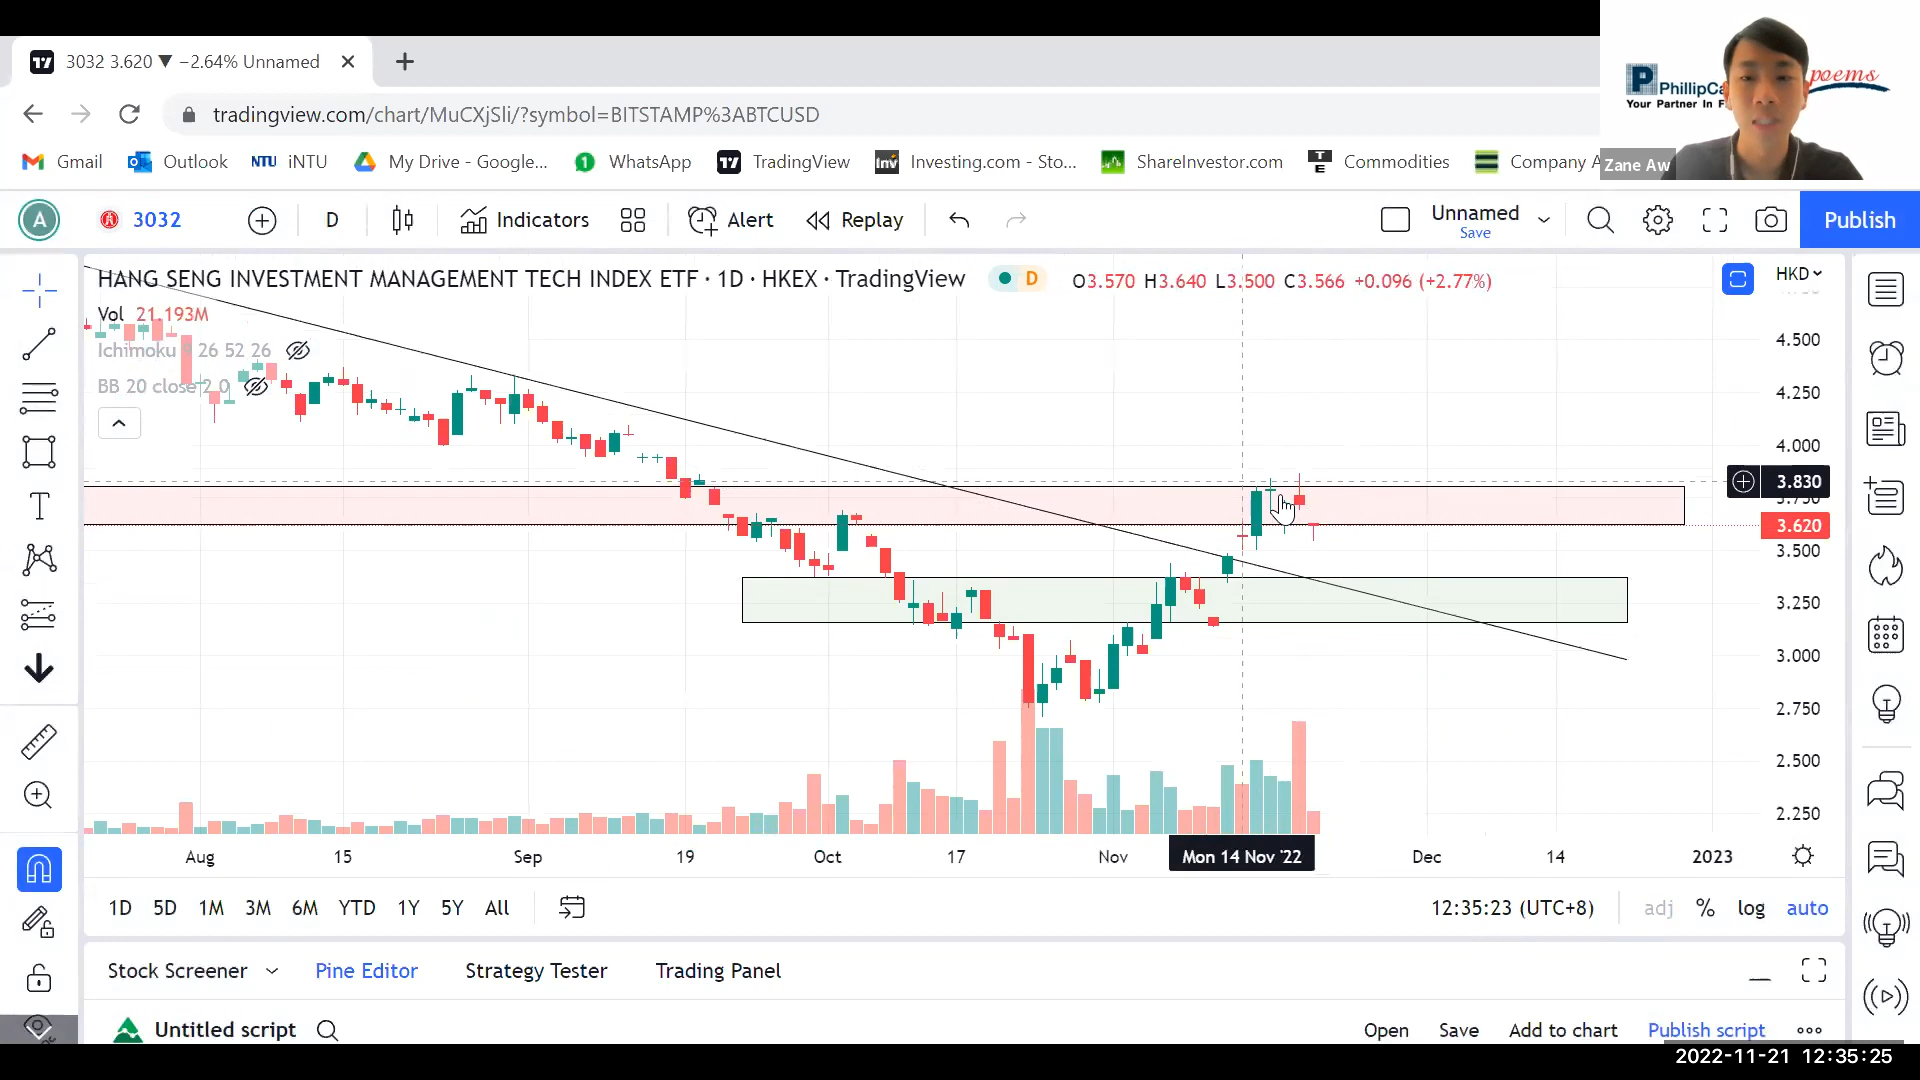 3032 3.620 ▼ −2.64% Unnamed
tradingview.com/chart/MuCXjSli/?symbol=BITSTAMP%3ABTCUSD
Gmail Outlook NTU iNTU My Drive - Google... WhatsApp TradingView Inv Investing.com - Sto... ShareInvestor.com TE Commodities Company A
PhillipCa poems
Your Partner In F
Zane Aw
A 3032 D Indicators Alert Replay Unnamed Save Publish
HANG SENG INVESTMENT MANAGEMENT TECH INDEX ETF · 1D · HKEX · TradingView D O3.570 H3.640 L3.500 C3.566 +0.096 (+2.77%) HKD
Vol 21.193M
Ichimoku 9 26 52 26
BB 20 close 2.0
4.500
4.250
4.000
3.830
3.750
3.620
3.500
3.250
3.000
2.750
2.500
2.250
Aug 15 Sep 19 Oct 17 Nov Mon 14 Nov '22 Dec 14 2023
1D 5D 1M 3M 6M YTD 1Y 5Y All 12:35:23 (UTC+8) adj % log auto
Stock Screener Pine Editor Strategy Tester Trading Panel
Untitled script Open Save Add to chart Publish script
2022-11-21 12:35:25